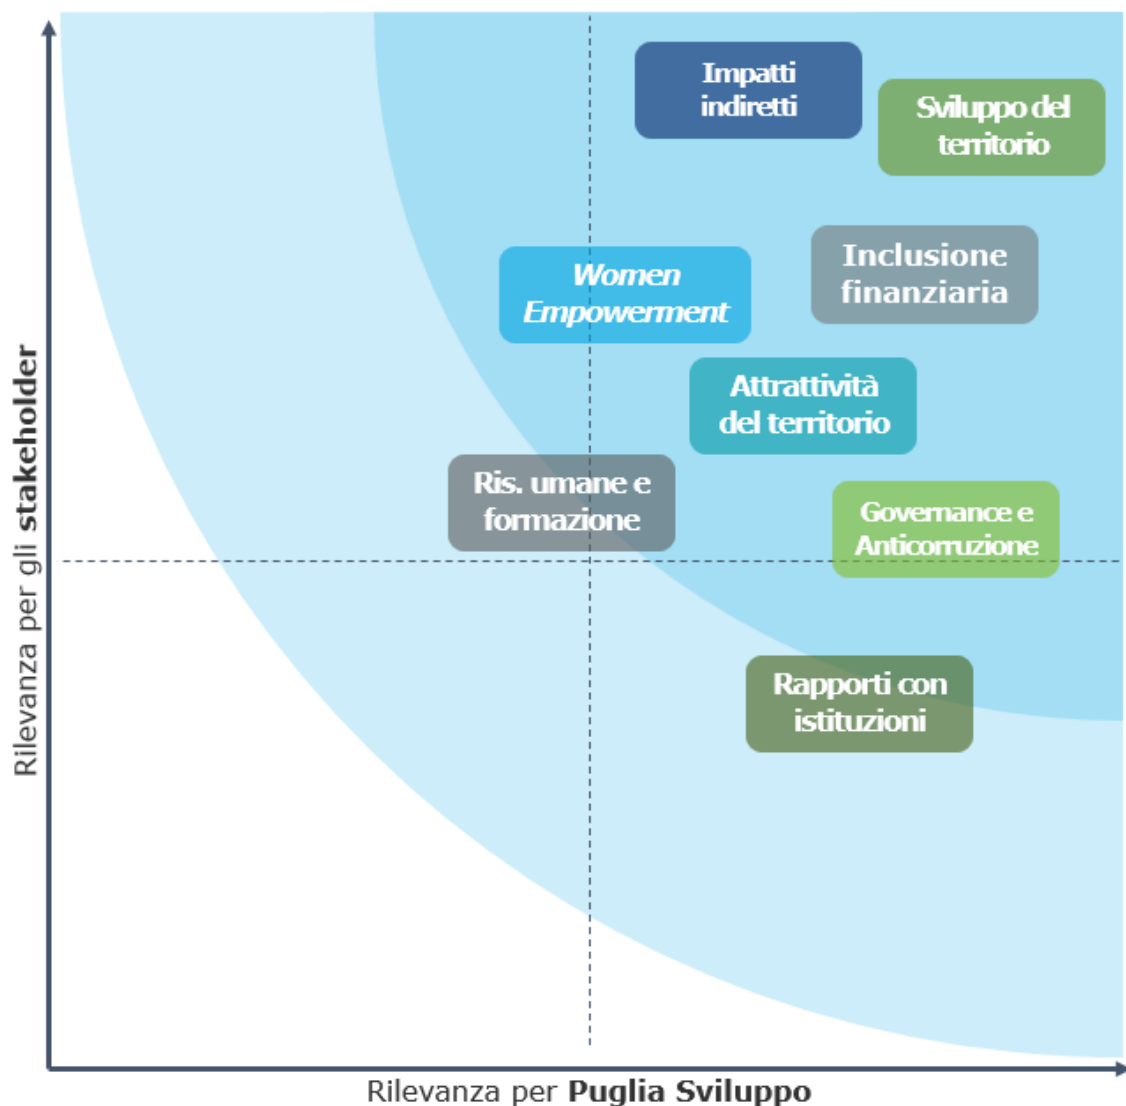 Impatti
indiretti
Sviluppo del
territorio
Inclusione
finanziaria
Women
Empowerment
Attrattività
del territorio
Ris. umane e
formazione
Governance e
Anticorruzione
Rapporti con
istituzioni
Rilevanza per gli stakeholder
Rilevanza per Puglia Sviluppo